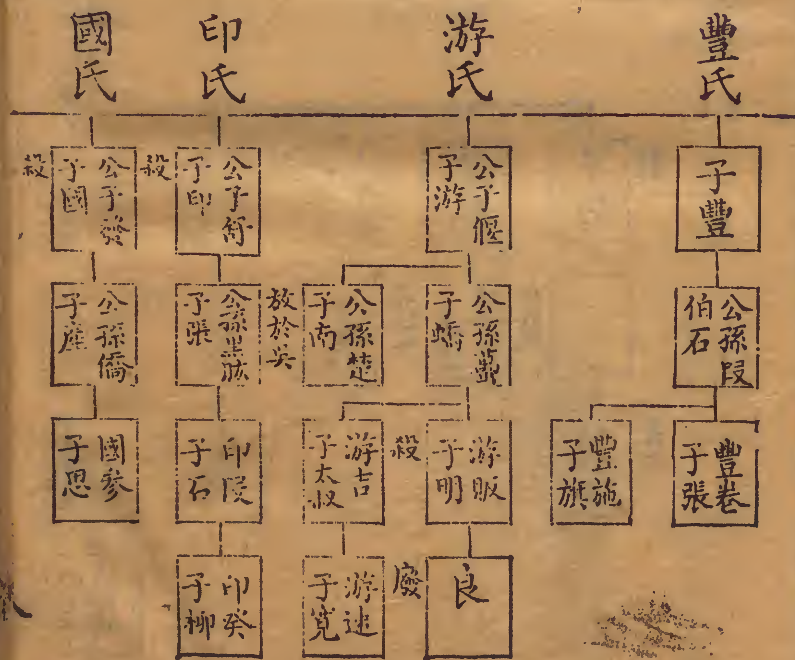 豐氏
子豐
公孫段
伯石
豐卷
子張
豐施
子旗
游氏
公子偃
子游
公孫蠆
子蟜
公孫楚
子南
放於吳
游眅
子明
殺
游吉
子太叔
良
廢
游速
子寬
印氏
公子舒
子印
殺
公孫黑肱
子張
印段
子石
印癸
子柳
國氏
公子發
子國
殺
公孫僑
子產
國參
子思